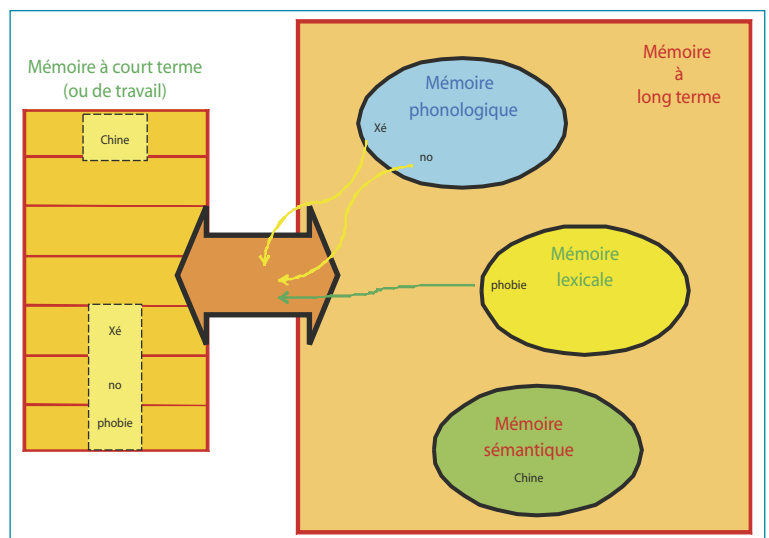 Mémoire à court terme
(ou de travail)
Chine
Xé
no
phobie
Mémoire
phonologique
Xé
no
Mémoire
à
long terme
Mémoire
lexicale
phobie
Mémoire
sémantique
Chine